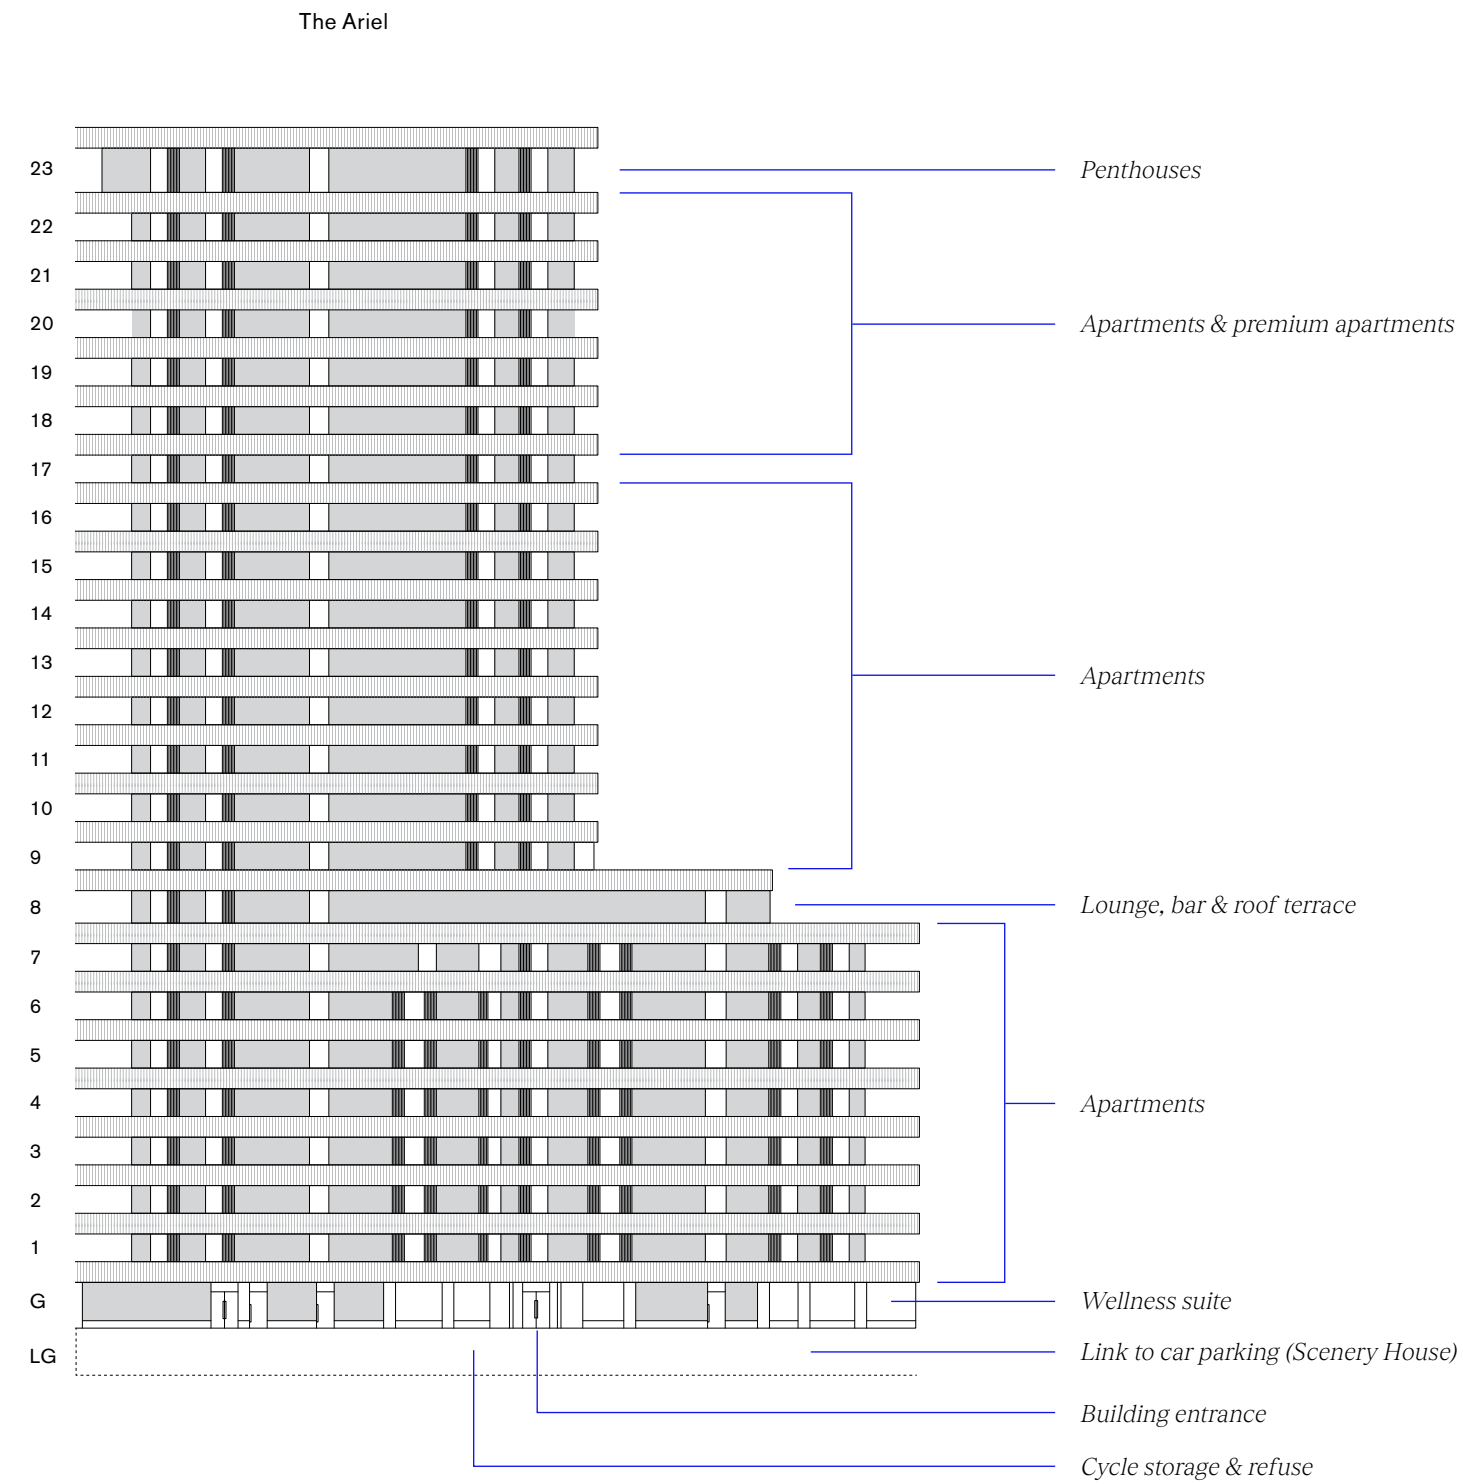 The Ariel
23
Penthouses
22
21
20
Apartments & premium apartments
19
18
17
16
15
14
13
Apartments
12
11
10
9
8
Lounge, bar & roof terrace
7
6
5
4
Apartments
3
2
1
G
Wellness suite
LG
Link to car parking (Scenery House)
Building entrance
Cycle storage & refuse